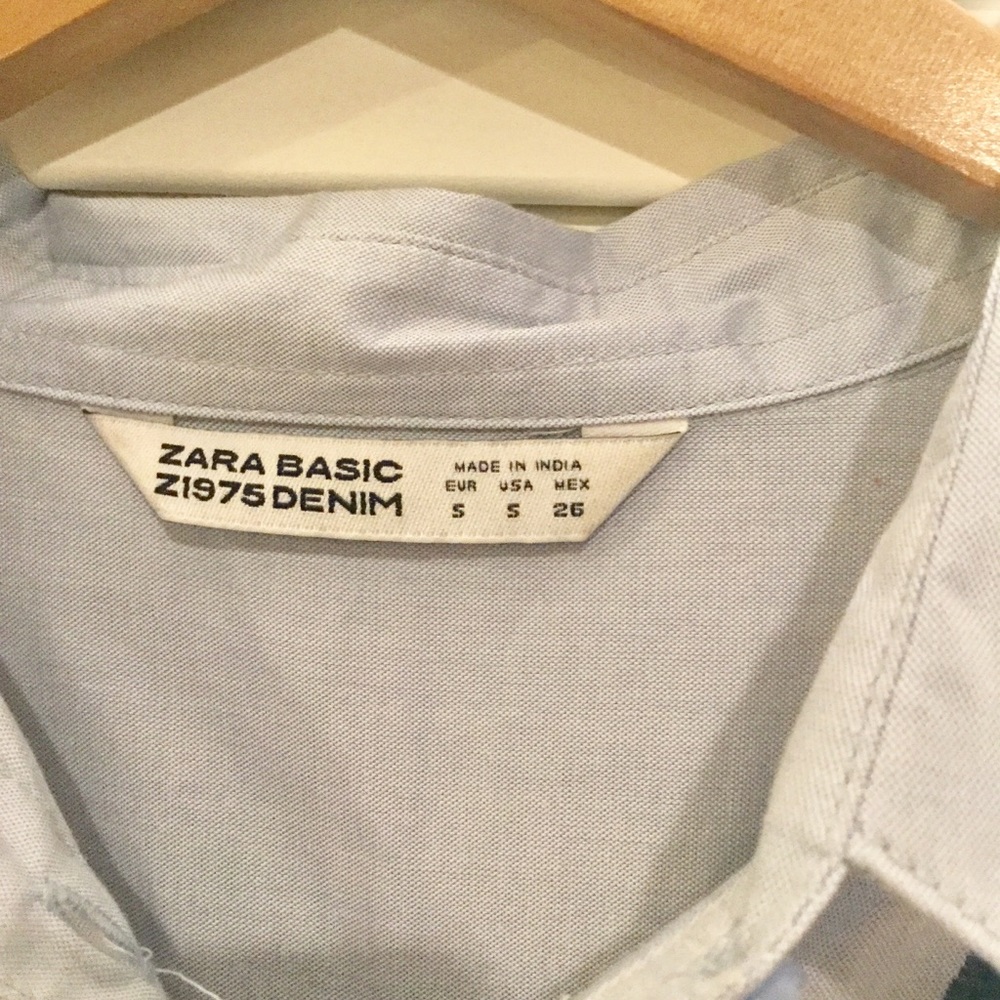 ZARA BASIC
Z1975 DENIM
MADE IN INDIA
EUR USA MEX
S S 26